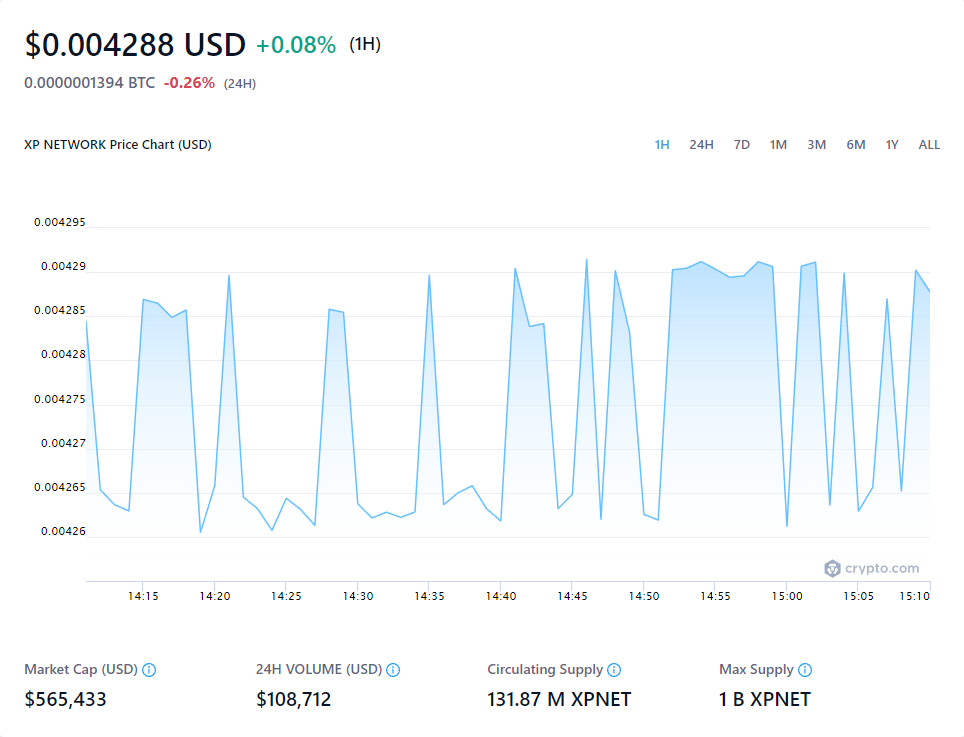 $0.004288 USD +0.08% (1H)
0.0000001394 BTC -0.26% (24H)
XP NETWORK Price Chart (USD) 1H 24H 7D 1M 3M 6M 1Y ALL
0.004295
0.00429
0.004285
0.00428
0.004275
0.00427
0.004265
0.00426
crypto.com
14:15 14:20 14:25 14:30 14:35 14:40 14:45 14:50 14:55 15:00 15:05 15:10
Market Cap (USD) 24H VOLUME (USD) Circulating Supply Max Supply
$565,433 $108,712 131.87 M XPNET 1 B XPNET